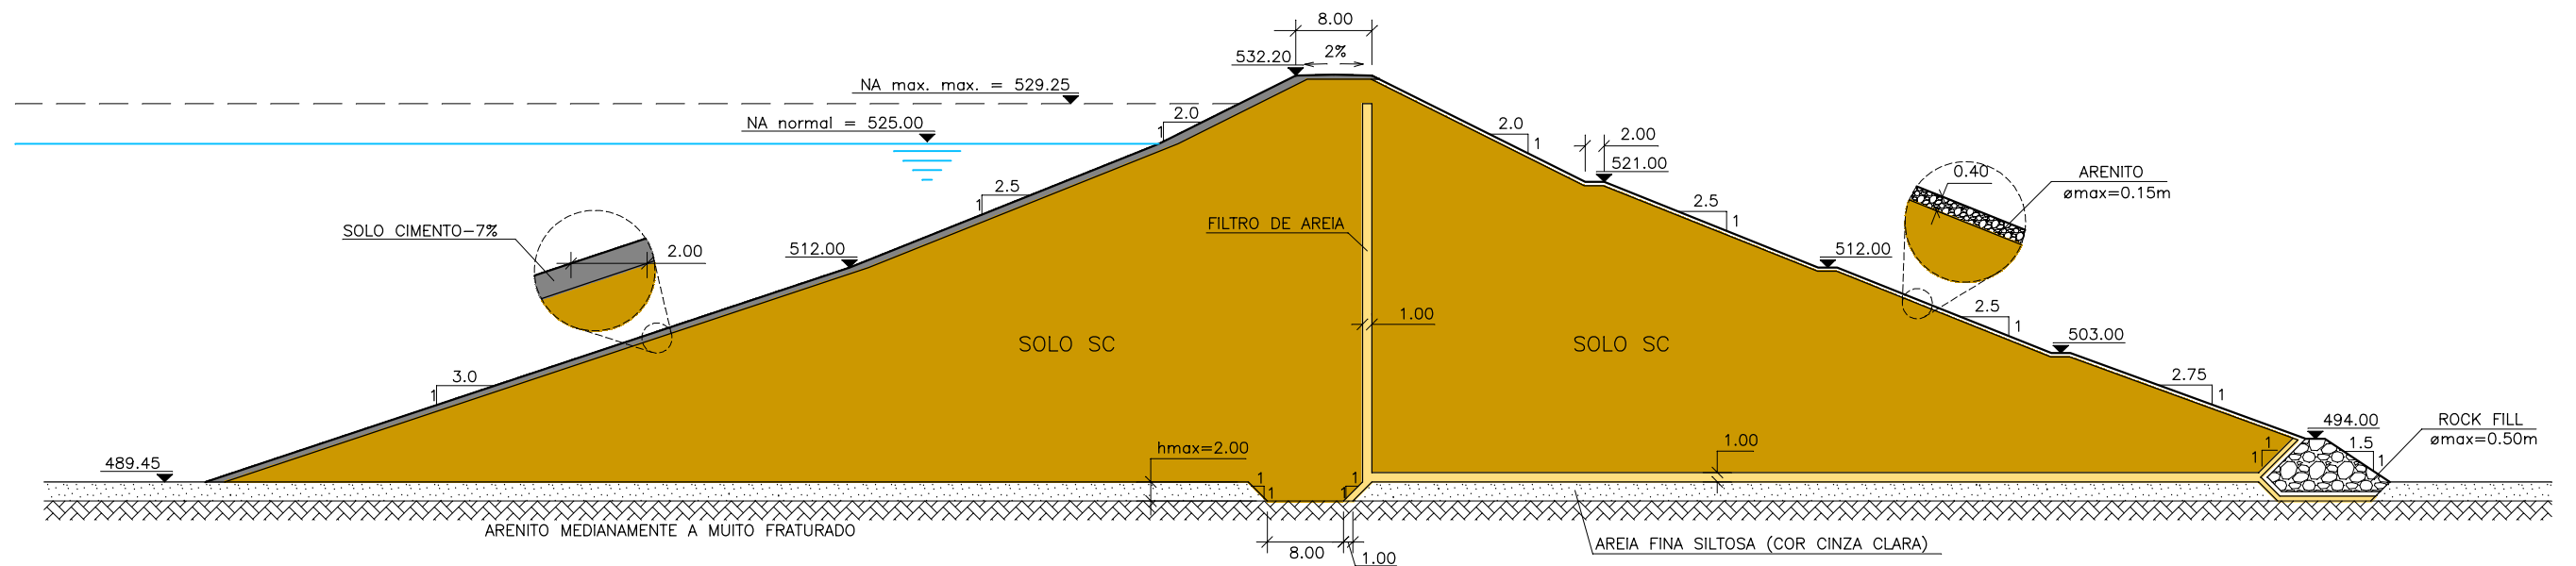 8.00
532.20
2%
NA max. max. = 529.25
NA normal = 525.00
2.0
1
2.0
1
2.00
521.00
0.40
ARENITO
ømax=0.15m
2.5
1
2.5
1
SOLO CIMENTO-7%
2.00
512.00
FILTRO DE AREIA
512.00
1.00
2.5
1
503.00
SOLO SC
SOLO SC
3.0
1
2.75
1
494.00
ROCK FILL
ømax=0.50m
1.5
1
hmax=2.00
1.00
1
1
489.45
1
1
1
1
ARENITO MEDIANAMENTE A MUITO FRATURADO
8.00
1.00
AREIA FINA SILTOSA (COR CINZA CLARA)